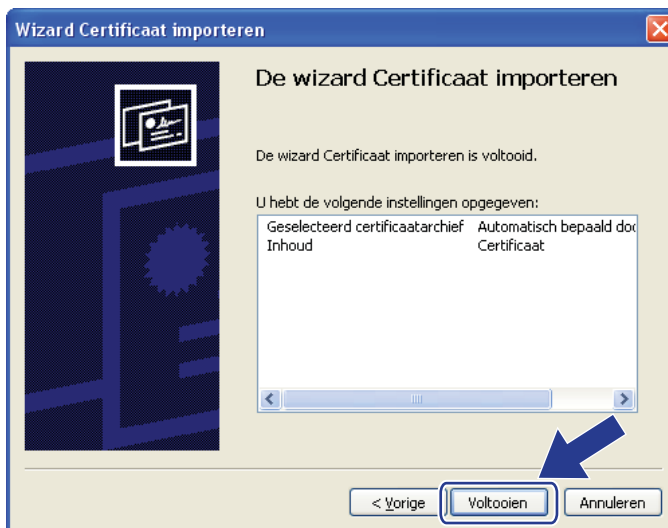 Wizard Certificaat importeren
De wizard Certificaat importeren
De wizard Certificaat importeren is voltooid.
U hebt de volgende instellingen opgegeven:
Geselecteerd certificaatarchief Automatisch bepaald doo
Inhoud Certificaat
< Vorige Voltooien Annuleren